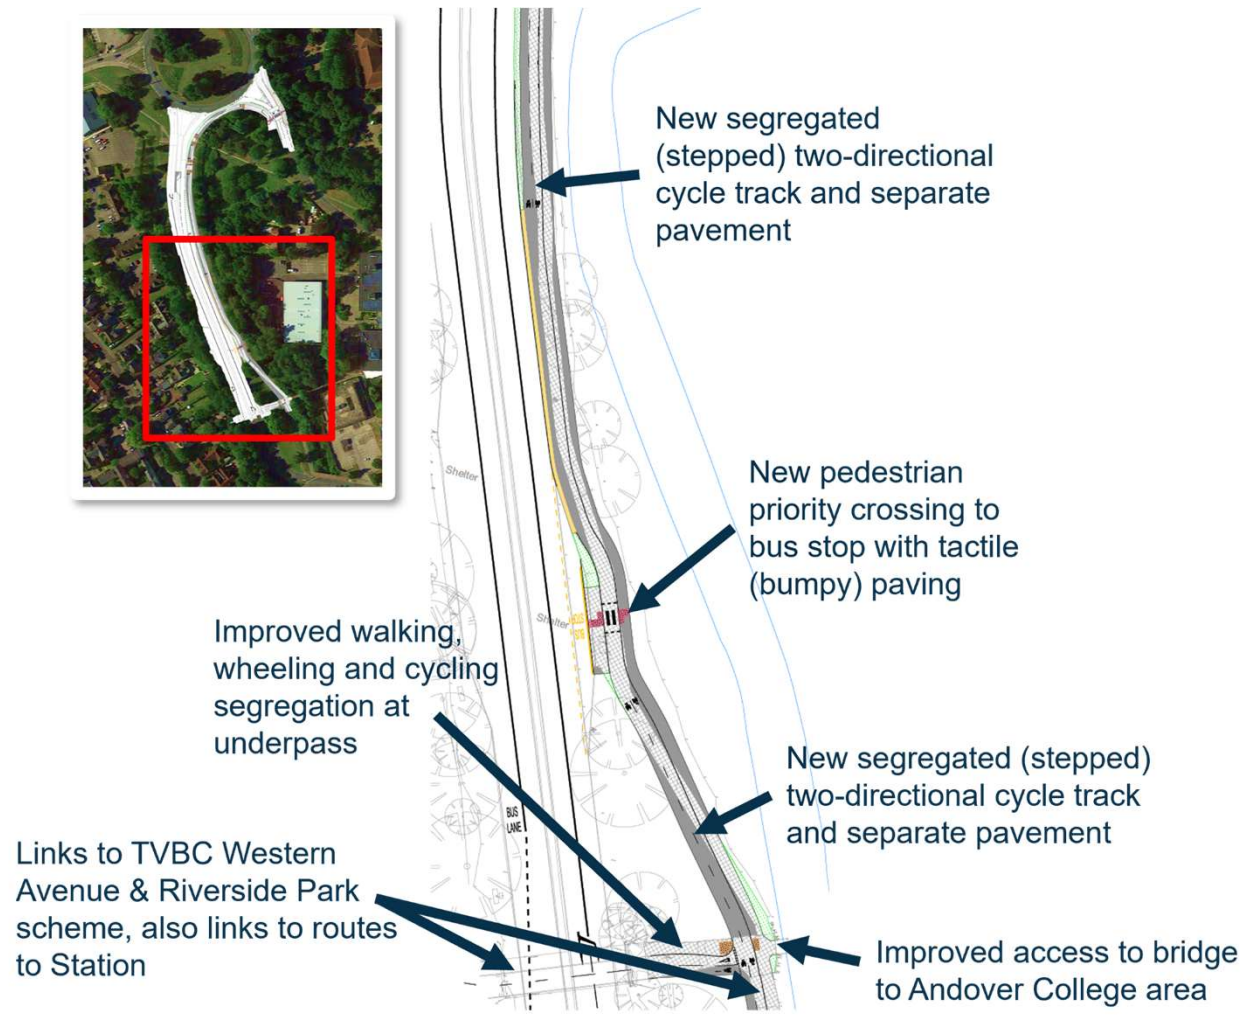 New segregated
(stepped) two-directional
cycle track and separate
pavement
Shelter
New pedestrian
priority crossing to
bus stop with tactile
(bumpy) paving
Shelter
Improved walking,
wheeling and cycling
segregation at
underpass
New segregated (stepped)
two-directional cycle track
and separate pavement
BUS
LANE
Links to TVBC Western
Avenue & Riverside Park
scheme, also links to routes
to Station
Improved access to bridge
to Andover College area